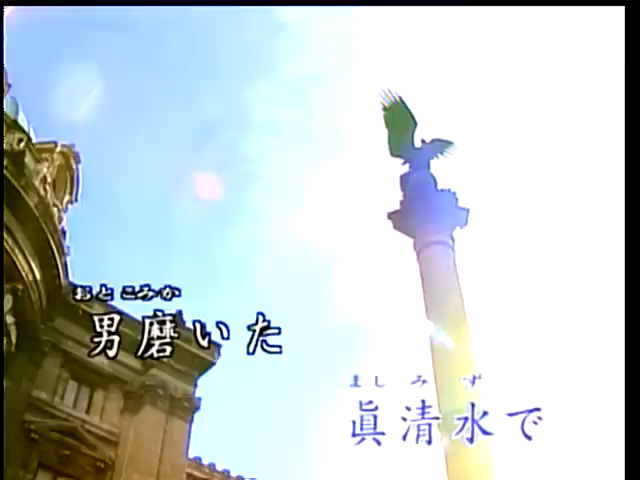 おとこみか
男磨いた
ましみず
眞清水で